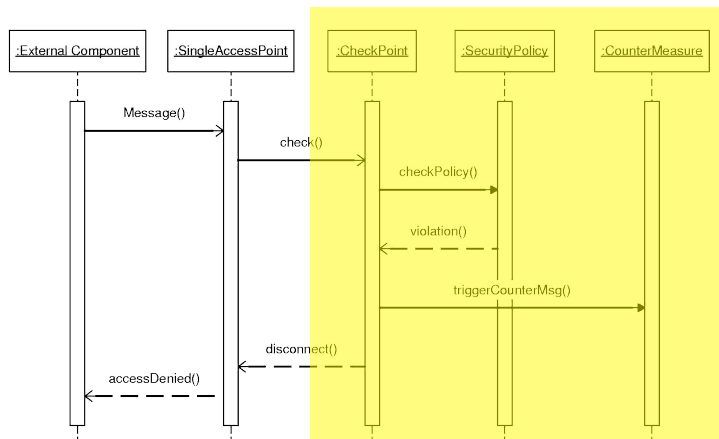 :External Component
:SingleAccessPoint
:CheckPoint
:SecurityPolicy
:CounterMeasure
Message()
check()
checkPolicy()
violation()
triggerCounterMsg()
disconnect()
accessDenied()